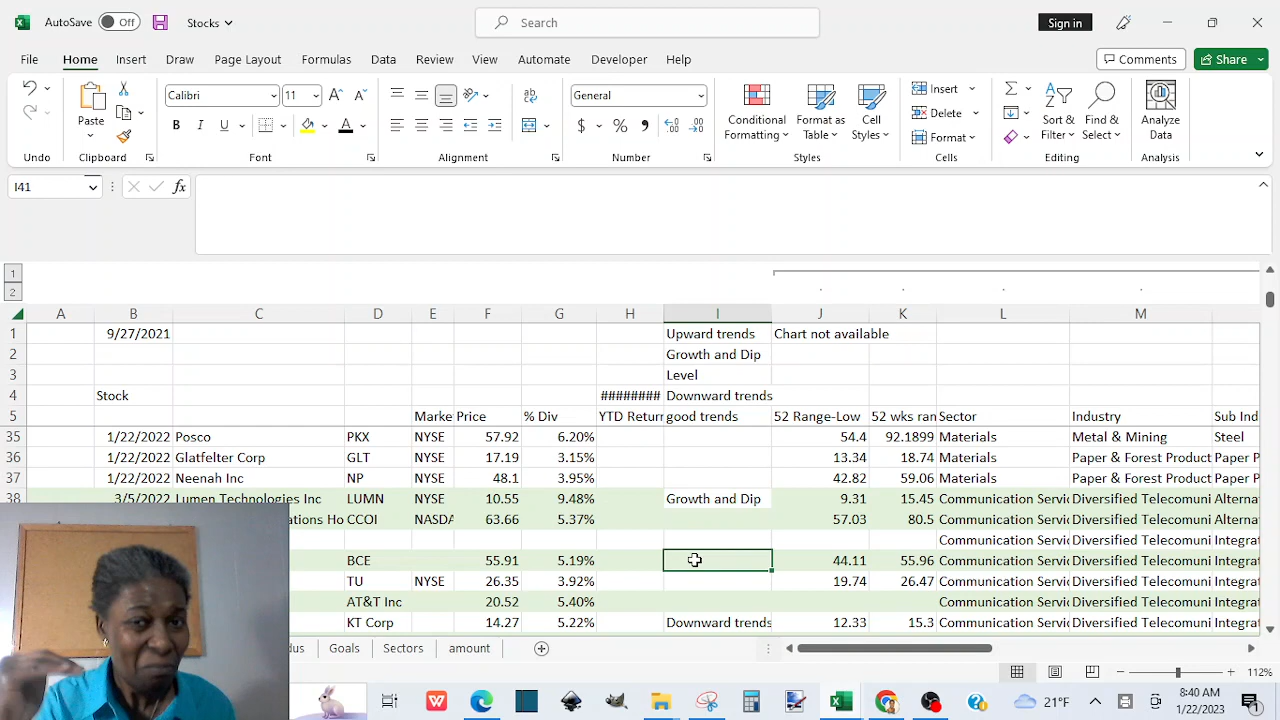 AutoSave Off Stocks Search Sign in
File Home Insert Draw Page Layout Formulas Data Review View Automate Developer Help Comments Share
Paste Calibri 11 General Conditional Formatting Format as Table Cell Styles Insert Delete Format Sort & Filter Find & Select Analyze Data
Undo Clipboard Font Alignment Number Styles Cells Editing Analysis
I41 fx
1
2
A B C D E F G H I J K L M
1 9/27/2021 Upward trends Chart not available
2 Growth and Dip
3 Level
4 Stock ######## Downward trends
5 Marke Price % Div YTD Return good trends 52 Range-Low 52 wks ran Sector Industry Sub Ind
35 1/22/2022 Posco PKX NYSE 57.92 6.20% 54.4 92.1899 Materials Metal & Mining Steel
36 1/22/2022 Glatfelter Corp GLT NYSE 17.19 3.15% 13.34 18.74 Materials Paper & Forest Product Paper
37 1/22/2022 Neenah Inc NP NYSE 48.1 3.95% 42.82 59.06 Materials Paper & Forest Product Paper
38 3/5/2022 Lumen Technologies Inc LUMN NYSE 10.55 9.48% Growth and Dip 9.31 15.45 Communication Servic Diversified Telecomuni Alterna
ations Ho CCOI NASDA 63.66 5.37% 57.03 80.5 Communication Servic Diversified Telecomuni Alterna
Communication Servic Diversified Telecomuni Integrat
BCE 55.91 5.19% 44.11 55.96 Communication Servic Diversified Telecomuni Integrat
TU NYSE 26.35 3.92% 19.74 26.47 Communication Servic Diversified Telecomuni Integrat
AT&T Inc 20.52 5.40% Communication Servic Diversified Telecomuni Integrat
KT Corp 14.27 5.22% Downward trends 12.33 15.3 Communication Servic Diversified Telecomuni Integrat
dus Goals Sectors amount
112%
21°F 8:40 AM
1/22/2023